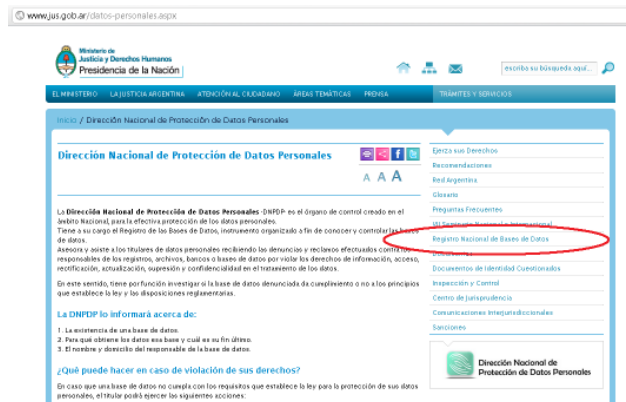 www.jus.gob.ar/datos-personales.aspx
Ministerio de
Justicia y Derechos Humanos
Presidencia de la Nación
escriba su búsqueda aquí...
EL MINISTERIO LA JUSTICIA ARGENTINA ATENCIÓN AL CIUDADANO ÁREAS TEMÁTICAS PRENSA TRÁMITES Y SERVICIOS
Inicio / Dirección Nacional de Protección de Datos Personales
Dirección Nacional de Protección de Datos Personales
A A A
La Dirección Nacional de Protección de Datos Personales -DNPDP- es el órgano de control creado en el
ámbito Nacional, para la efectiva protección de los datos personales.
Tiene a su cargo el Registro de las Bases de Datos, instrumento organizado a fin de conocer y controlar las bases
de datos.
Asesora y asiste a los titulares de datos personales recibiendo las denuncias y reclamos efectuados contra los
responsables de los registros, archivos, bancos o bases de datos por violar los derechos de información, acceso,
rectificación, actualización, supresión y confidencialidad en el tratamiento de los datos.
En este sentido, tiene por función investigar si la base de datos denunciada da cumplimiento o no a los principios
que establece la ley y las disposiciones reglamentarias.
La DNPDP lo informará acerca de:
1. La existencia de una base de datos.
2. Para qué obtiene los datos esa base y cuál es su fin último.
3. El nombre y domicilio del responsable de la base de datos.
¿Qué puede hacer en caso de violación de sus derechos?
En caso que una base de datos no cumpla con los requisitos que establece la ley para la protección de sus datos
personales, el titular podrá ejercer las siguientes acciones:
Ejerza sus Derechos
Recomendaciones
Red Argentina
Glosario
Preguntas Frecuentes
Registro Nacional de Bases de Datos
Documentos de Identidad Cuestionados
Inspección y Control
Centro de Jurisprudencia
Comunicaciones Interjurisdiccionales
Sanciones
Dirección Nacional de
Protección de Datos Personales